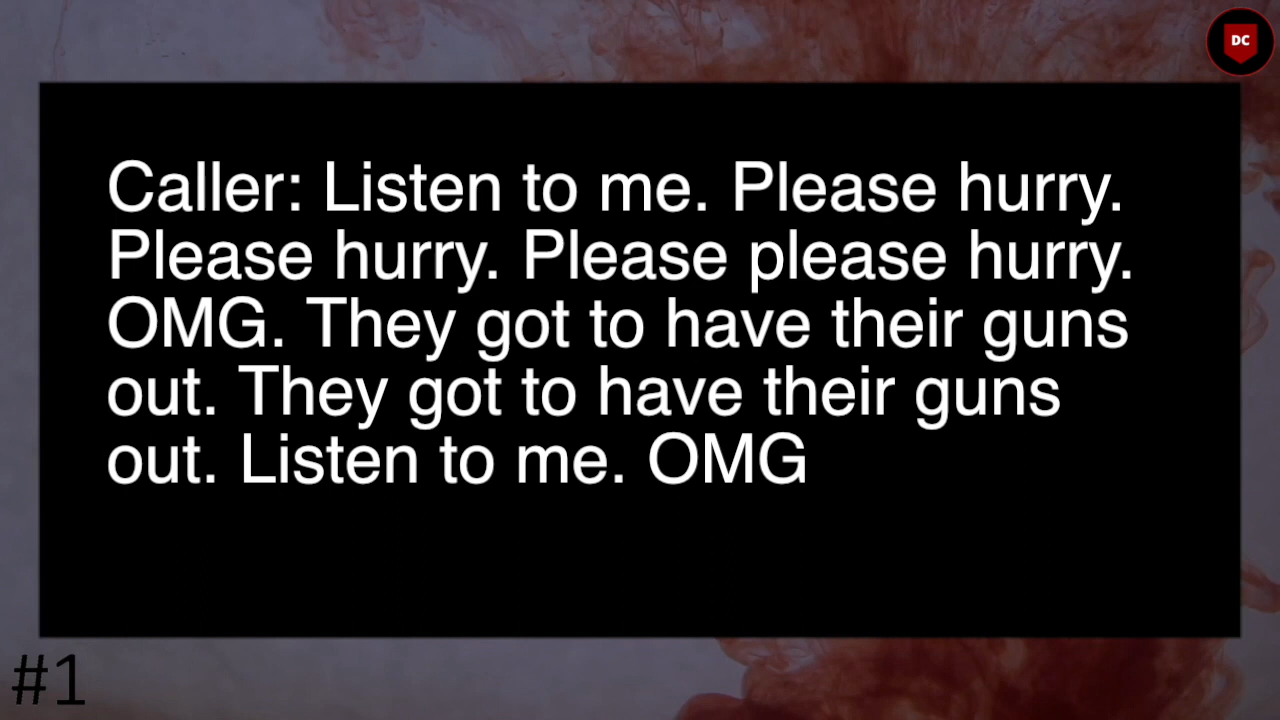 DC
Caller: Listen to me. Please hurry.
Please hurry. Please please hurry.
OMG. They got to have their guns
out. They got to have their guns
out. Listen to me. OMG
#1